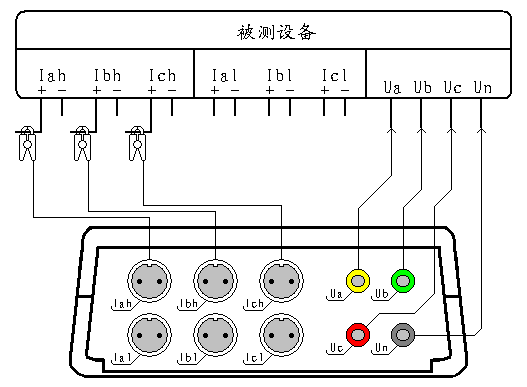 被测设备
Iah Ibh Ich Ial Ibl Icl Ua Ub Uc Un
+ − + − + − + − + − + −
Iah Ibh Ich Ua Ub
Ial Ibl Icl Uc Un